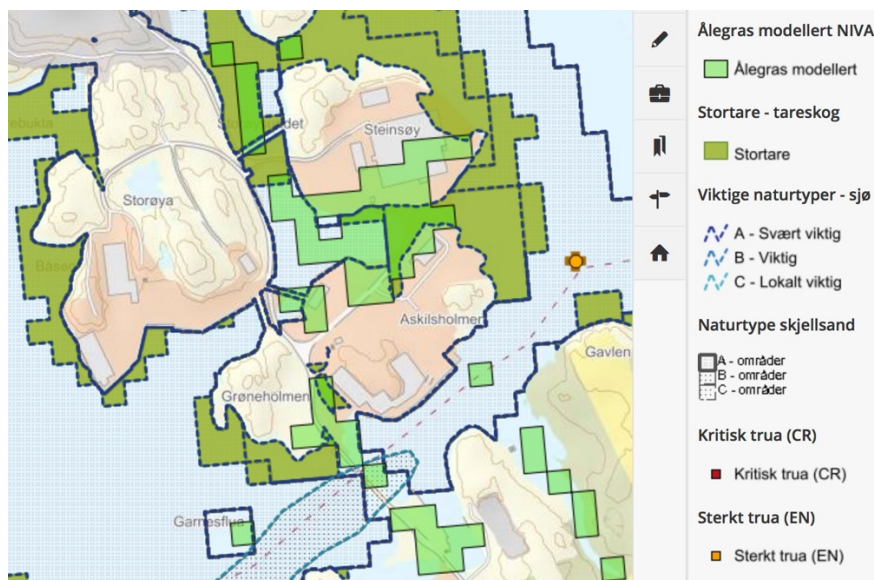 Ålegras modellert NIVA
Ålegras modellert
Stortare - tareskog
Stortare
Viktige naturtyper - sjø
A - Svært viktig
B - Viktig
C - Lokalt viktig
Naturtype skjellsand
A - områder
B - områder
C - områder
Kritisk trua (CR)
Kritisk trua (CR)
Sterkt trua (EN)
Sterkt trua (EN)
Steinsøy
Storøya
Askilsholmen
Gavlen
Grøneholmen
Garnesflua